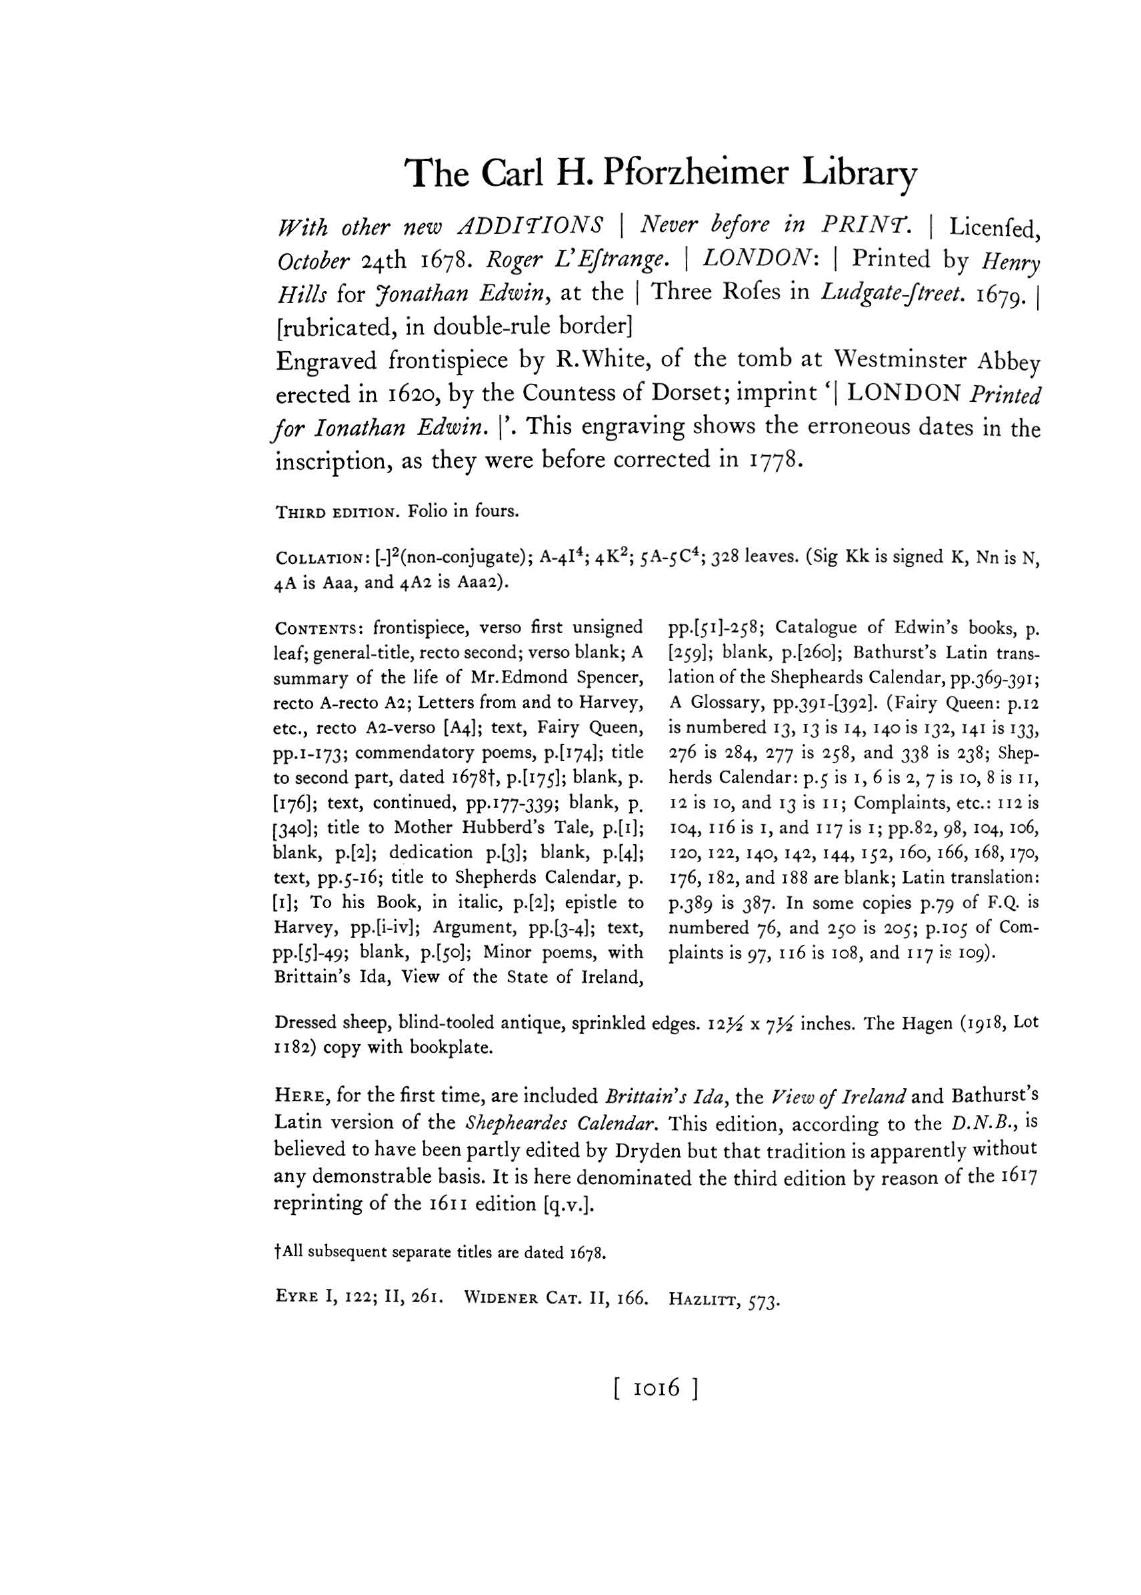 The Carl H. Pforzheimer Library
With other new ADDITIONS | Never before in PRINT. | Licenſed,
October 24th 1678. Roger L'Eſtrange. | LONDON: | Printed by Henry
Hills for Jonathan Edwin, at the | Three Roſes in Ludgate-ſtreet. 1679. |
[rubricated, in double-rule border]
Engraved frontispiece by R.White, of the tomb at Westminster Abbey
erected in 1620, by the Countess of Dorset; imprint ‘| LONDON Printed
for Ionathan Edwin. |’. This engraving shows the erroneous dates in the
inscription, as they were before corrected in 1778.
THIRD EDITION. Folio in fours.
COLLATION: [-]²(non-conjugate); A-4I⁴; 4K²; 5A-5C⁴; 328 leaves. (Sig Kk is signed K, Nn is N,
4A is Aaa, and 4A2 is Aaa2).
CONTENTS: frontispiece, verso first unsigned
leaf; general-title, recto second; verso blank; A
summary of the life of Mr.Edmond Spencer,
recto A-recto A2; Letters from and to Harvey,
etc., recto A2-verso [A4]; text, Fairy Queen,
pp.1-173; commendatory poems, p.[174]; title
to second part, dated 1678†, p.[175]; blank, p.
[176]; text, continued, pp.177-339; blank, p.
[340]; title to Mother Hubberd's Tale, p.[1];
blank, p.[2]; dedication p.[3]; blank, p.[4];
text, pp.5-16; title to Shepherds Calendar, p.
[1]; To his Book, in italic, p.[2]; epistle to
Harvey, pp.[i-iv]; Argument, pp.[3-4]; text,
pp.[5]-49; blank, p.[50]; Minor poems, with
Brittain's Ida, View of the State of Ireland,
pp.[51]-258; Catalogue of Edwin's books, p.
[259]; blank, p.[260]; Bathurst's Latin trans-
lation of the Shepheards Calendar, pp.369-391;
A Glossary, pp.391-[392]. (Fairy Queen: p.12
is numbered 13, 13 is 14, 140 is 132, 141 is 133,
276 is 284, 277 is 258, and 338 is 238; Shep-
herds Calendar: p.5 is 1, 6 is 2, 7 is 10, 8 is 11,
12 is 10, and 13 is 11; Complaints, etc.: 112 is
104, 116 is 1, and 117 is 1; pp.82, 98, 104, 106,
120, 122, 140, 142, 144, 152, 160, 166, 168, 170,
176, 182, and 188 are blank; Latin translation:
p.389 is 387. In some copies p.79 of F.Q. is
numbered 76, and 250 is 205; p.105 of Com-
plaints is 97, 116 is 108, and 117 is 109).
Dressed sheep, blind-tooled antique, sprinkled edges. 12½ x 7½ inches. The Hagen (1918, Lot
1182) copy with bookplate.
HERE, for the first time, are included Brittain's Ida, the View of Ireland and Bathurst's
Latin version of the Shepheardes Calendar. This edition, according to the D.N.B., is
believed to have been partly edited by Dryden but that tradition is apparently without
any demonstrable basis. It is here denominated the third edition by reason of the 1617
reprinting of the 1611 edition [q.v.].
†All subsequent separate titles are dated 1678.
EYRE I, 122; II, 261. WIDENER CAT. II, 166. HAZLITT, 573.
[ 1016 ]